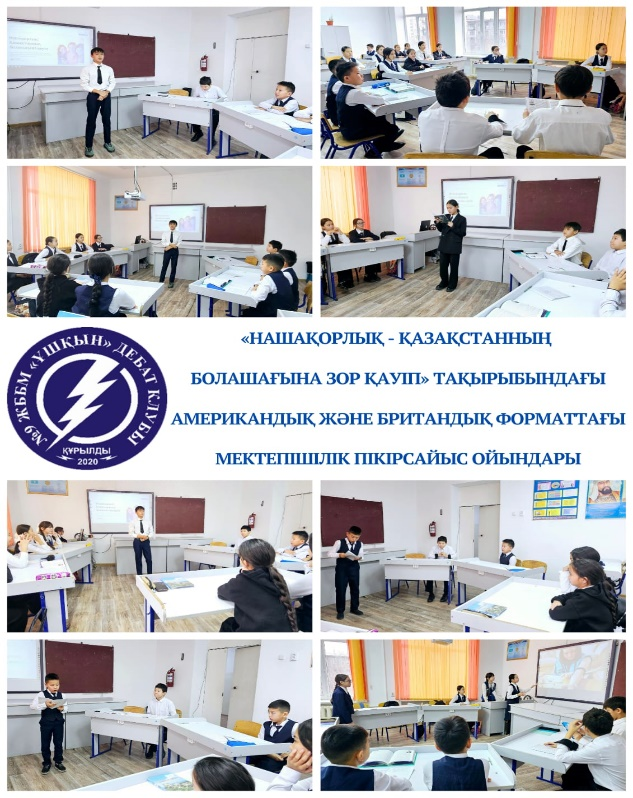 «НАШАҚОРЛЫҚ - ҚАЗАҚСТАННЫҢ
БОЛАШАҒЫНА ЗОР ҚАУІП» ТАҚЫРЫБЫНДАҒЫ
АМЕРИКАНДЫҚ ЖӘНЕ БРИТАНДЫҚ ФОРМАТТАҒЫ
МЕКТЕПІШІЛІК ПІКІРСАЙЫС ОЙЫНДАРЫ
№9 ЖББМ «ҰШҚЫН» ДЕБАТ КЛУБЫ
ҚҰРЫЛДЫ
2020